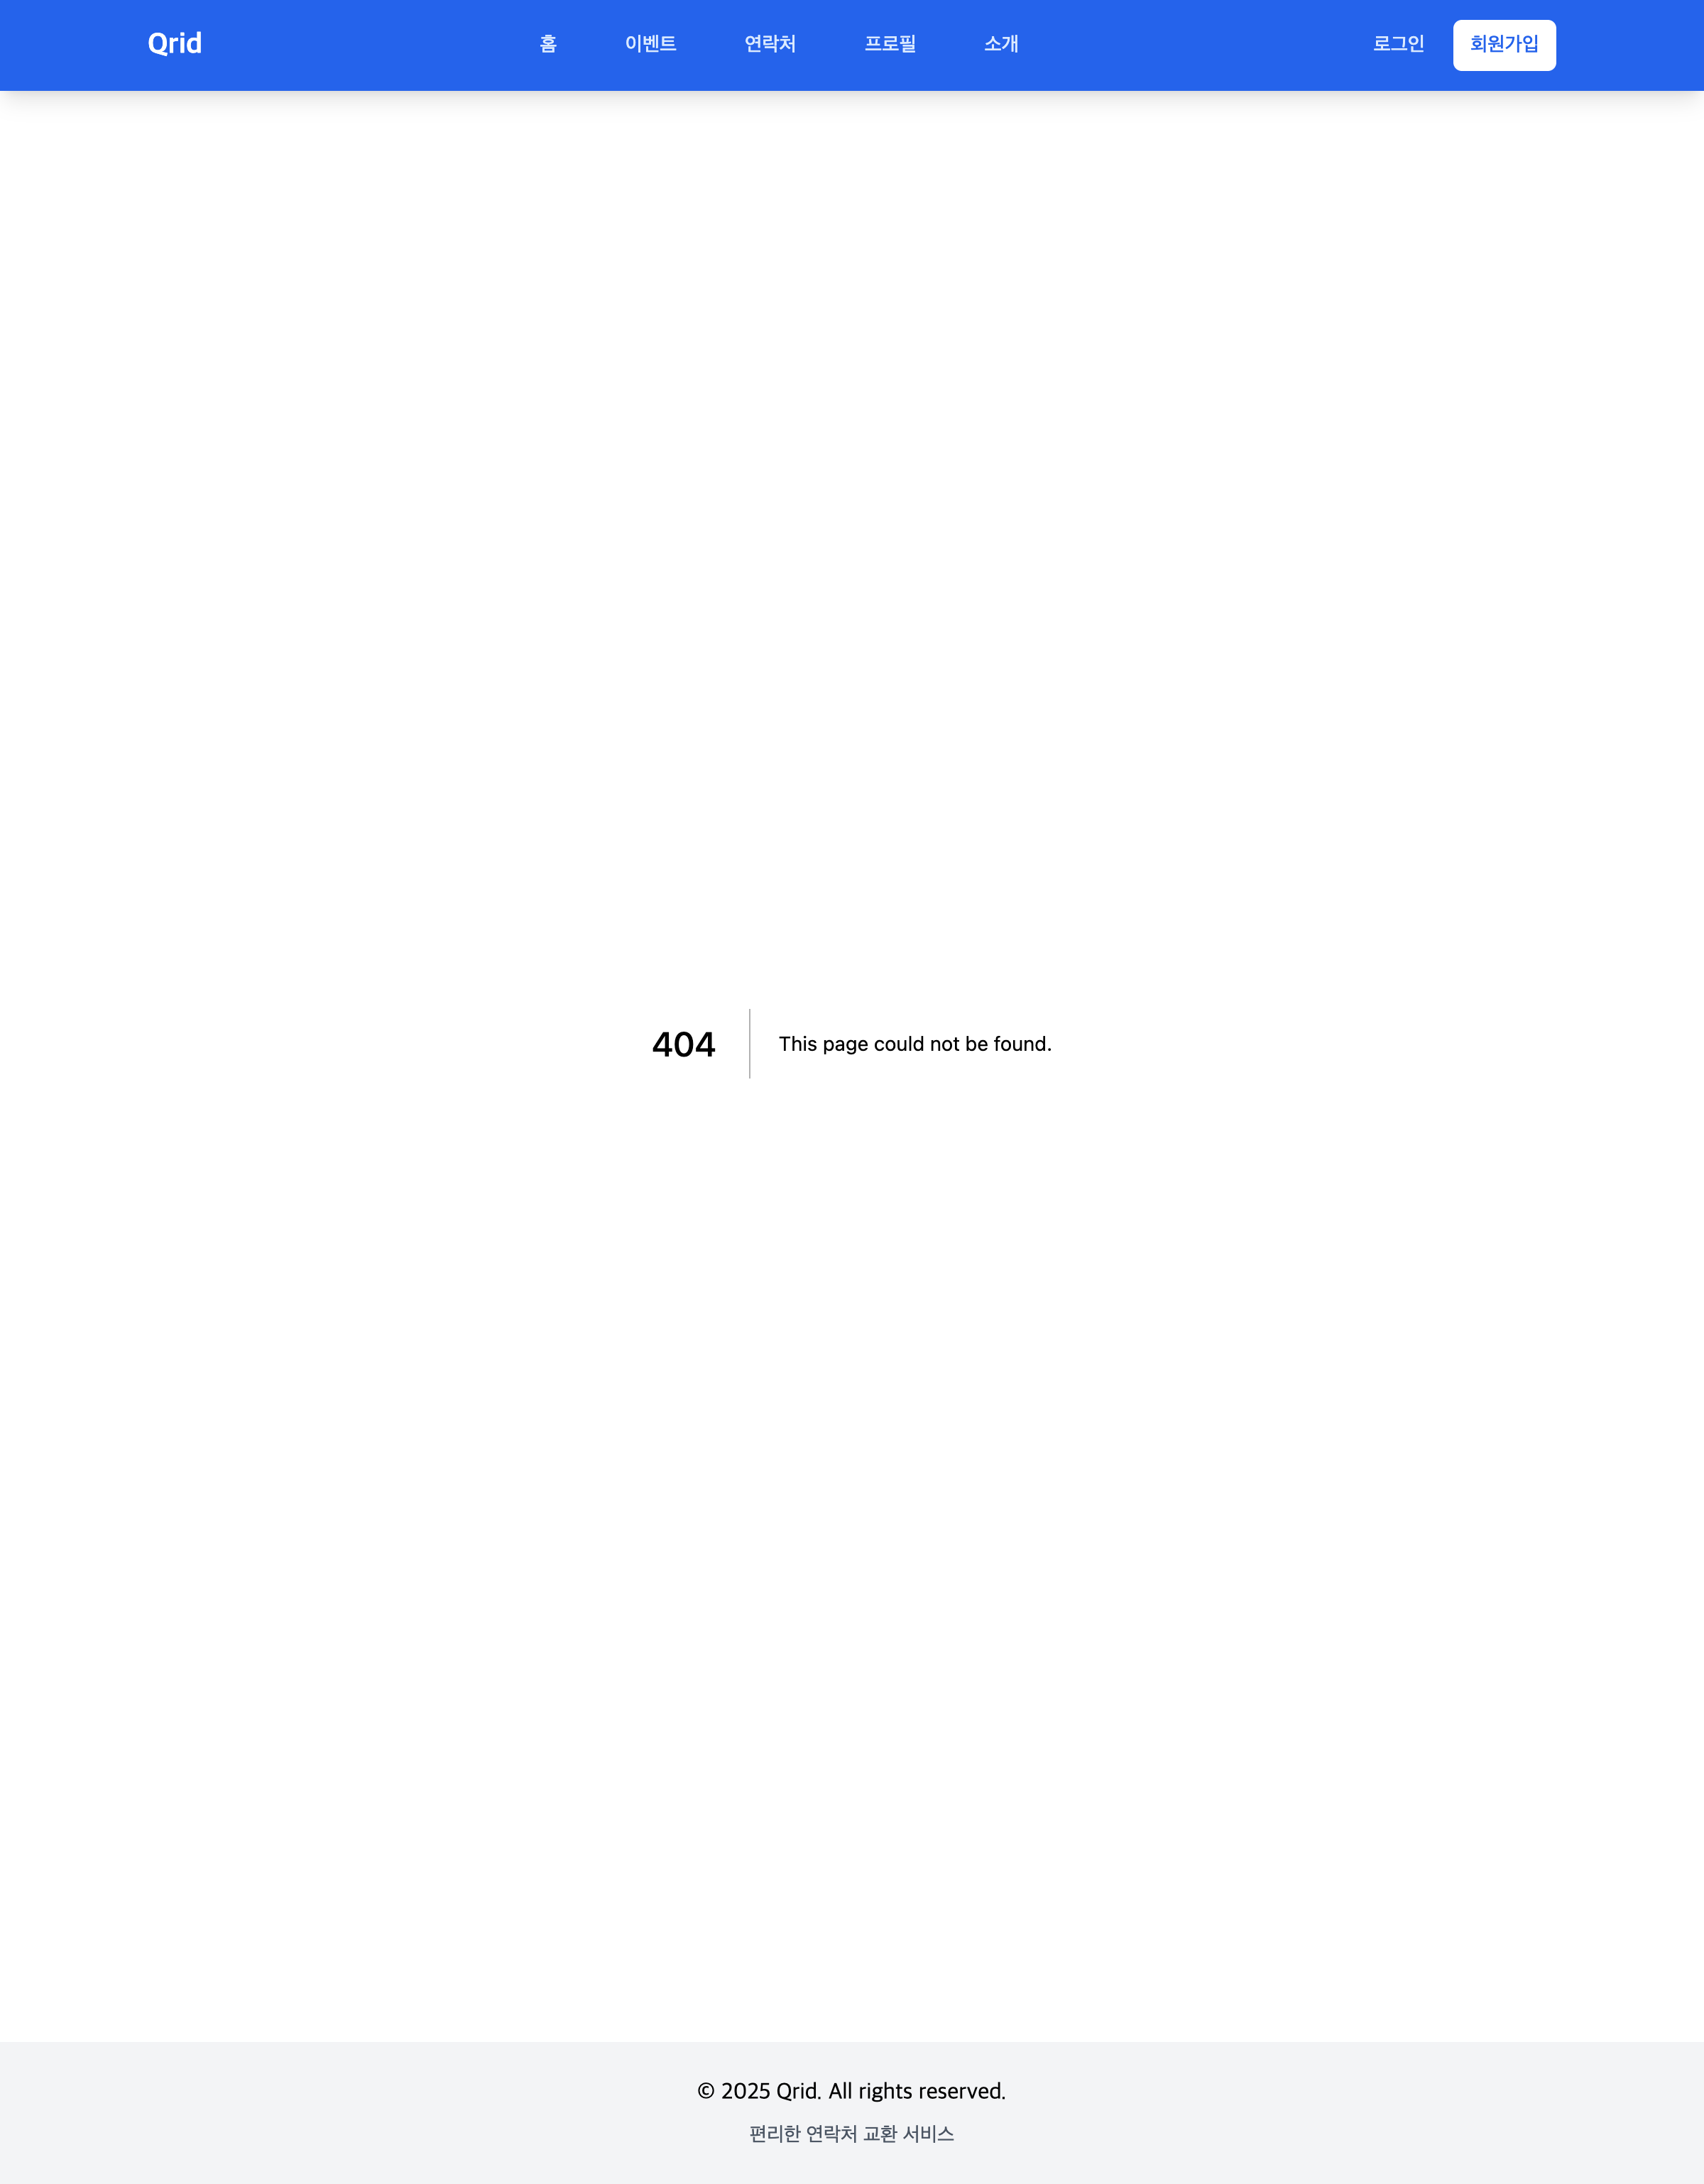 Qrid 홈 이벤트 연락처 프로필 소개 로그인 회원가입
404 This page could not be found.
© 2025 Qrid. All rights reserved.
편리한 연락처 교환 서비스